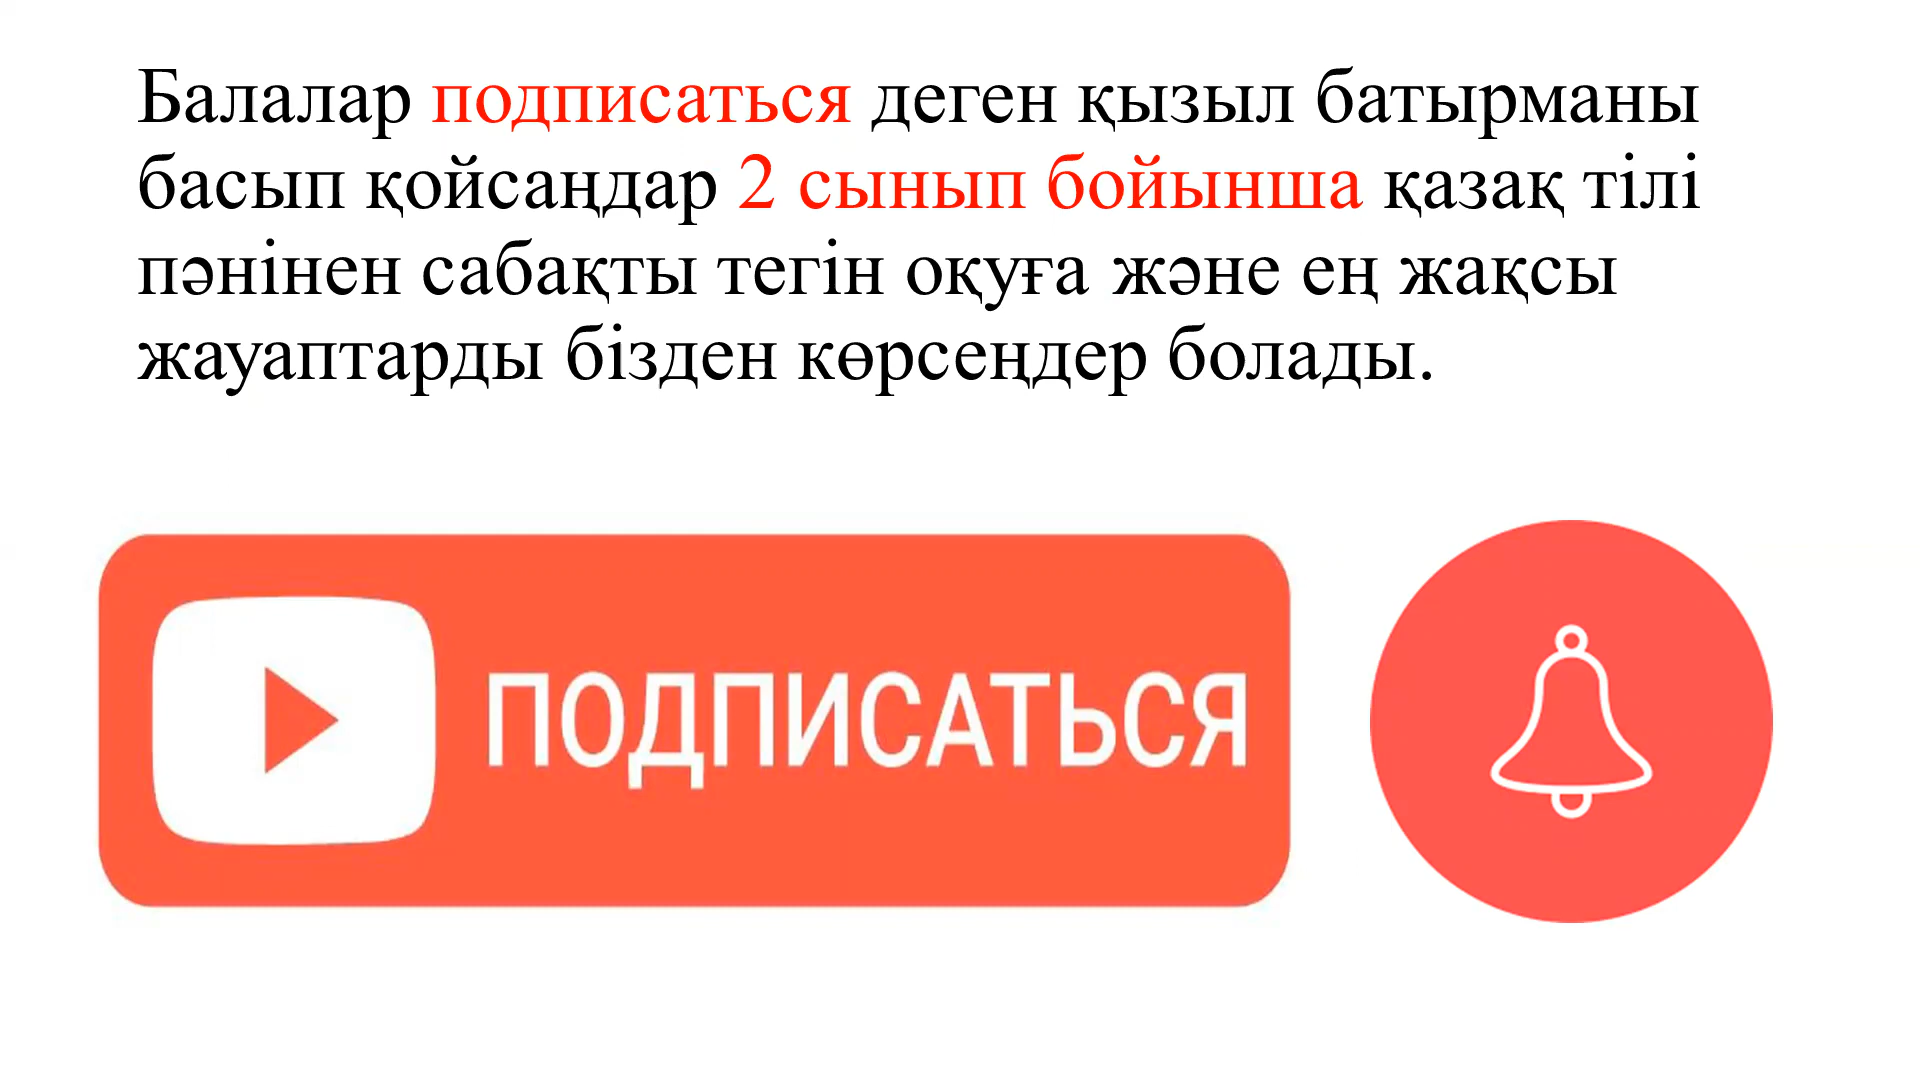 Балалар подписаться деген қызыл батырманы
басып қойсаңдар 2 сынып бойынша қазақ тілі
пәнінен сабақты тегін оқуға және ең жақсы
жауаптарды бізден көрсеңдер болады.
ПОДПИСАТЬСЯ